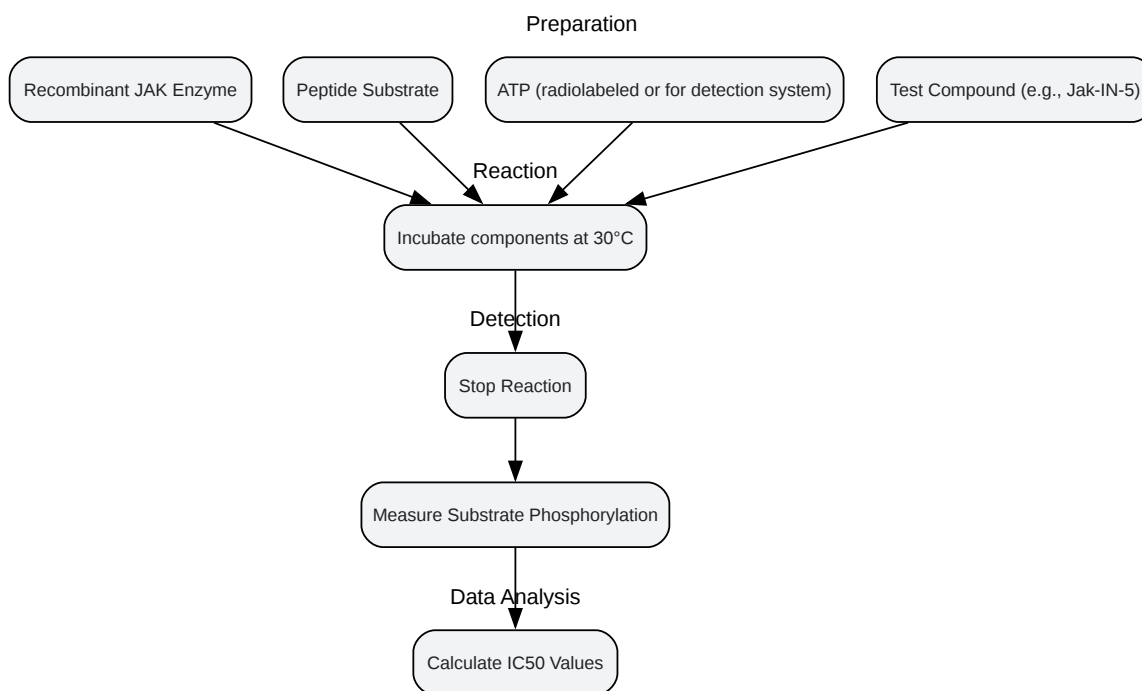 Preparation
Recombinant JAK Enzyme
Peptide Substrate
ATP (radiolabeled or for detection system)
Test Compound (e.g., Jak-IN-5)
Reaction
Incubate components at 30°C
Detection
Stop Reaction
Measure Substrate Phosphorylation
Data Analysis
Calculate IC50 Values